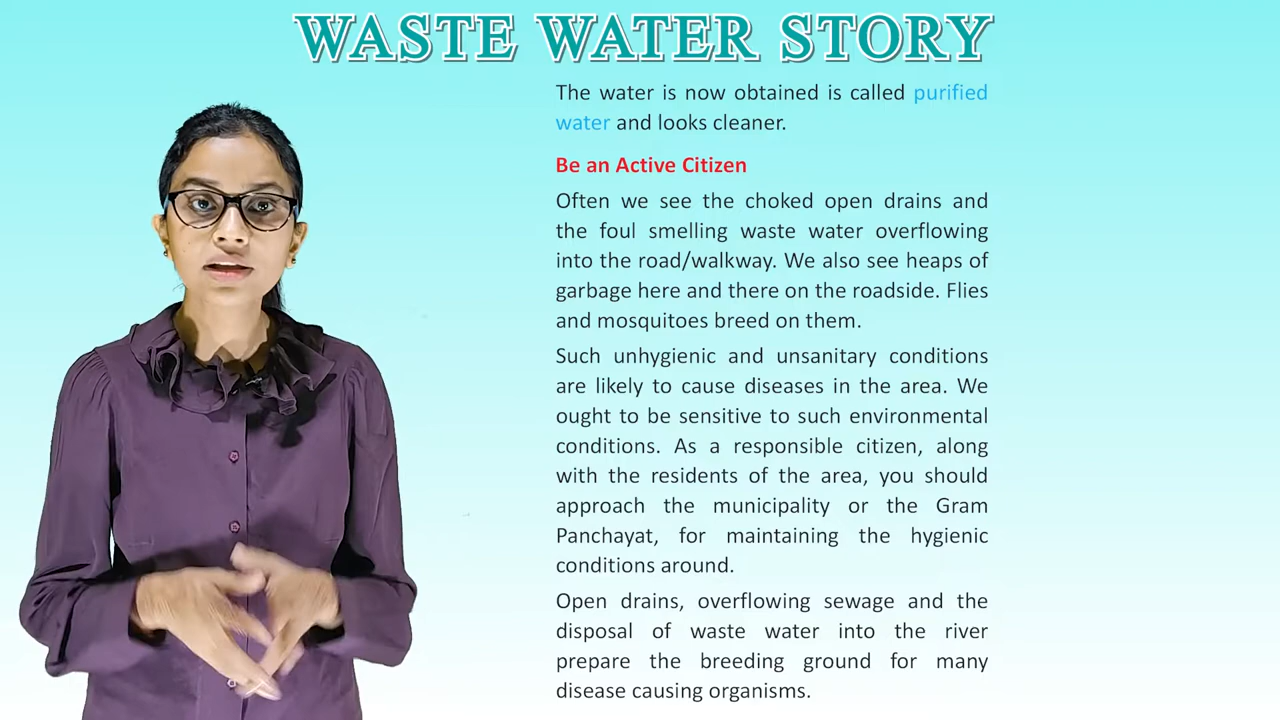 WASTE WATER STORY
The water is now obtained is called purified
water and looks cleaner.
Be an Active Citizen
Often we see the choked open drains and
the foul smelling waste water overflowing
into the road/walkway. We also see heaps of
garbage here and there on the roadside. Flies
and mosquitoes breed on them.
Such unhygienic and unsanitary conditions
are likely to cause diseases in the area. We
ought to be sensitive to such environmental
conditions. As a responsible citizen, along
with the residents of the area, you should
approach the municipality or the Gram
Panchayat, for maintaining the hygienic
conditions around.
Open drains, overflowing sewage and the
disposal of waste water into the river
prepare the breeding ground for many
disease causing organisms.